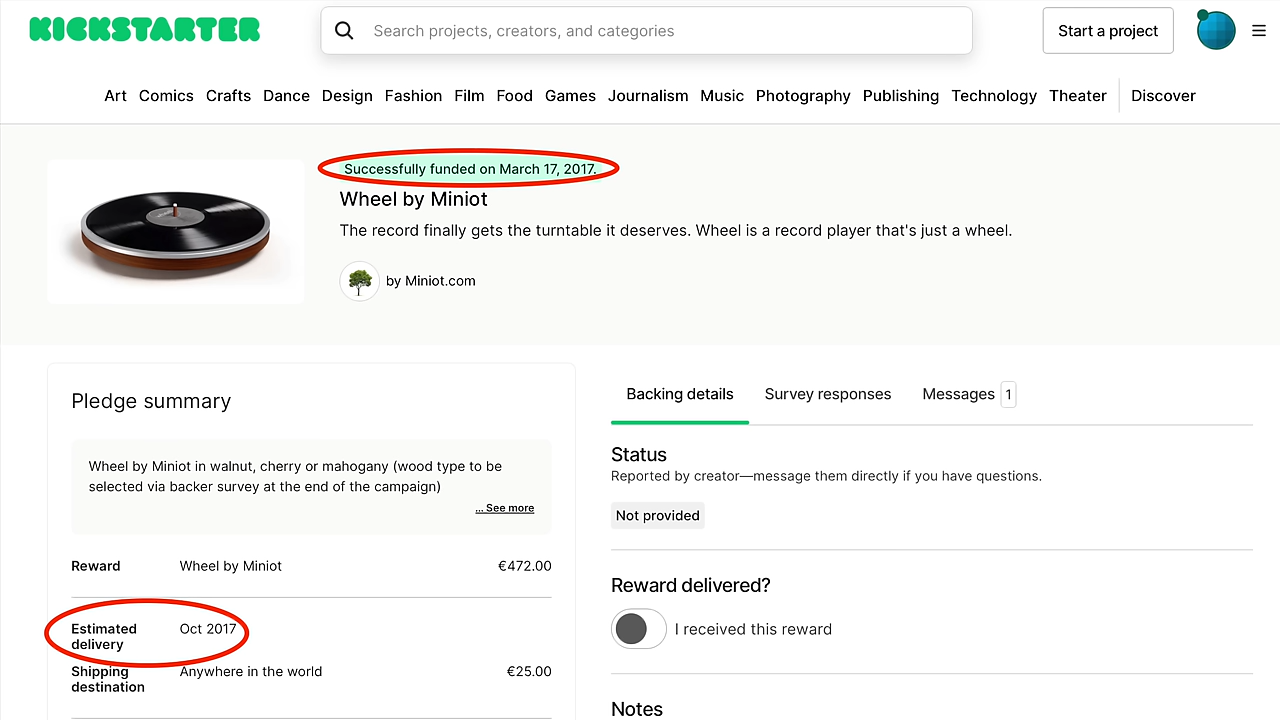 KICKSTARTER
Search projects, creators, and categories
Start a project
Art Comics Crafts Dance Design Fashion Film Food Games Journalism Music Photography Publishing Technology Theater Discover
Successfully funded on March 17, 2017.
Wheel by Miniot
The record finally gets the turntable it deserves. Wheel is a record player that's just a wheel.
by Miniot.com
Pledge summary
Wheel by Miniot in walnut, cherry or mahogany (wood type to be
selected via backer survey at the end of the campaign)
... See more
Reward Wheel by Miniot €472.00
Estimated
delivery
Oct 2017
Shipping
destination
Anywhere in the world €25.00
Backing details Survey responses Messages 1
Status
Reported by creator—message them directly if you have questions.
Not provided
Reward delivered?
I received this reward
Notes